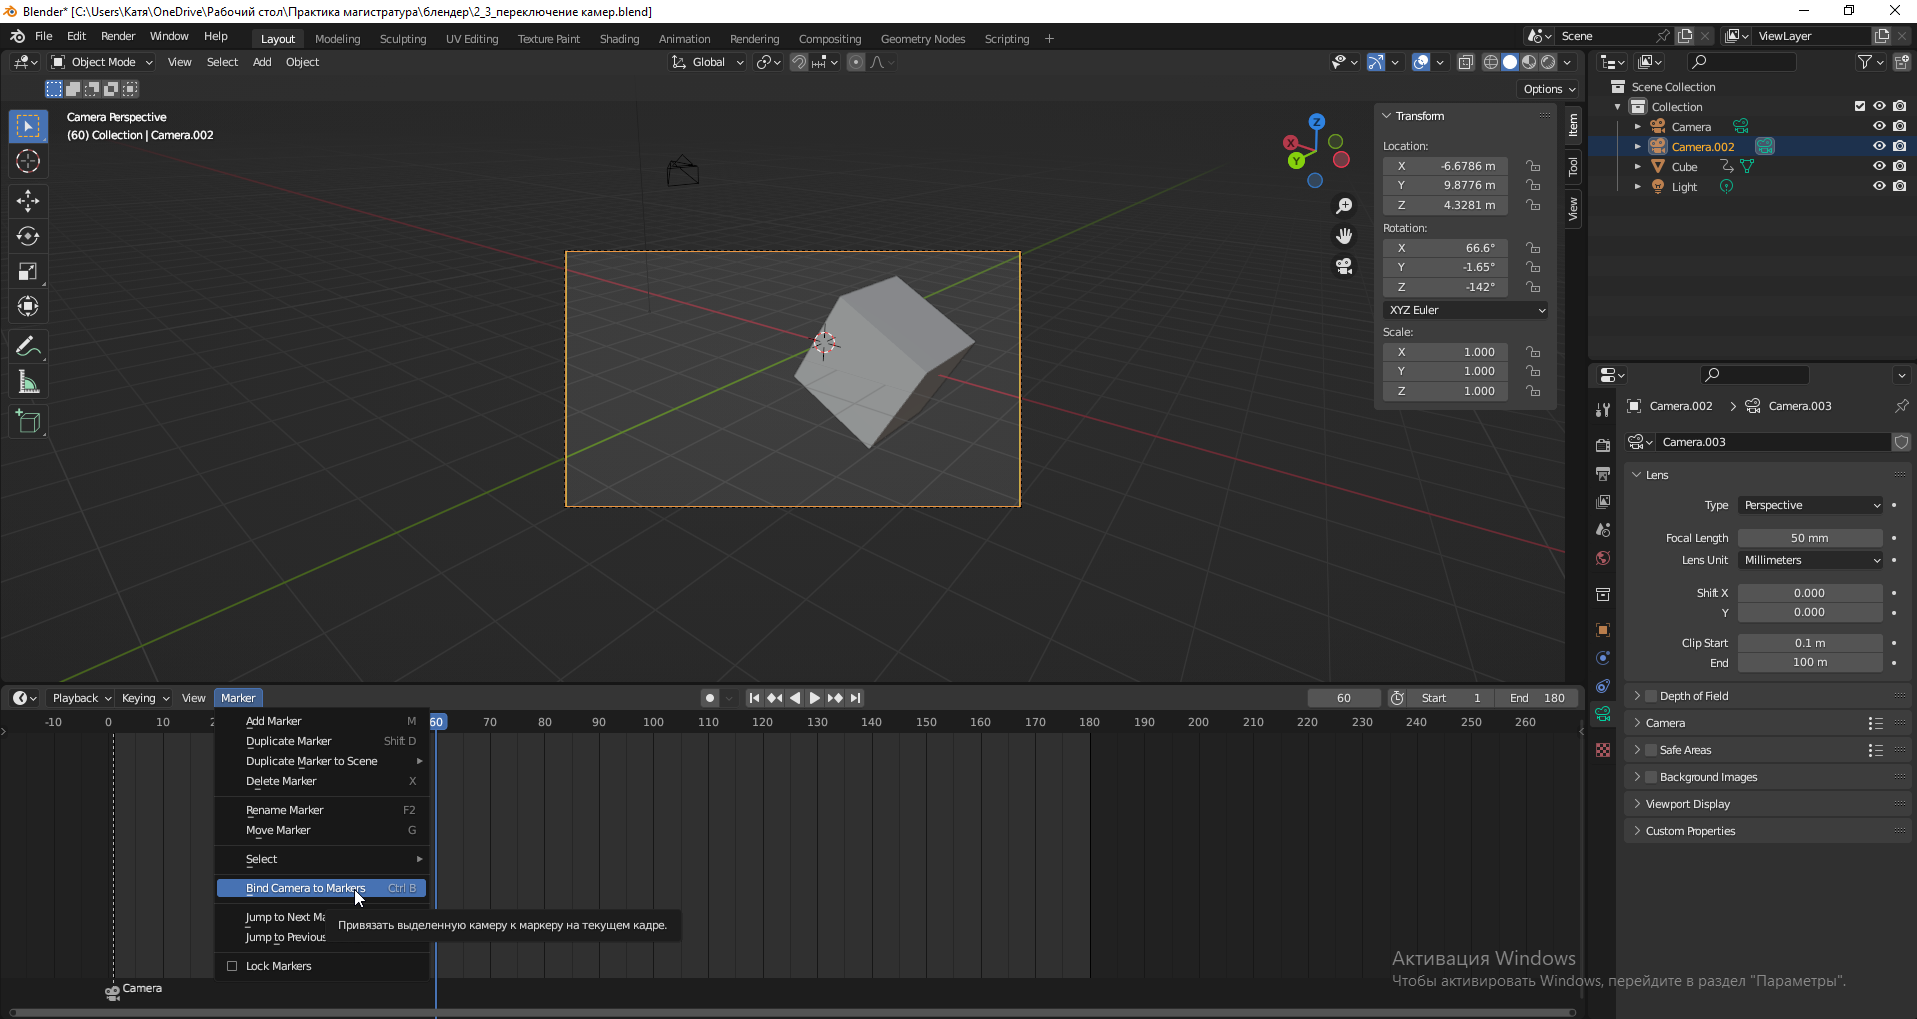 Blender* [C:\Users\Катя\OneDrive\Рабочий стол\Практика магистратура\блендер\2_3_переключение камер.blend]
File Edit Render Window Help Layout Modeling Sculpting UV Editing Texture Paint Shading Animation Rendering Compositing Geometry Nodes Scripting + Scene ViewLayer
Object Mode View Select Add Object Global
Options
Camera Perspective
(60) Collection | Camera.002
Z
X
Y
Transform
Location:
X -6.6786 m
Y 9.8776 m
Z 4.3281 m
Rotation:
X 66.6°
Y -1.65°
Z -142°
XYZ Euler
Scale:
X 1.000
Y 1.000
Z 1.000
Item
Tool
View
Scene Collection
Collection
Camera
Camera.002
Cube
Light
Camera.002 Camera.003
Camera.003
Lens
Type Perspective
Focal Length 50 mm
Lens Unit Millimeters
Shift X 0.000
Y 0.000
Clip Start 0.1 m
End 100 m
Depth of Field
Camera
Safe Areas
Background Images
Viewport Display
Custom Properties
Playback Keying View Marker 60 Start 1 End 180
-10 0 10 2 60 70 80 90 100 110 120 130 140 150 160 170 180 190 200 210 220 230 240 250 260
Add Marker M
Duplicate Marker Shift D
Duplicate Marker to Scene
Delete Marker X
Rename Marker F2
Move Marker G
Select
Bind Camera to Markers Ctrl B
Jump to Next Ma
Jump to Previous
Lock Markers
Привязать выделенную камеру к маркеру на текущем кадре.
Camera
Активация Windows
Чтобы активировать Windows, перейдите в раздел "Параметры".